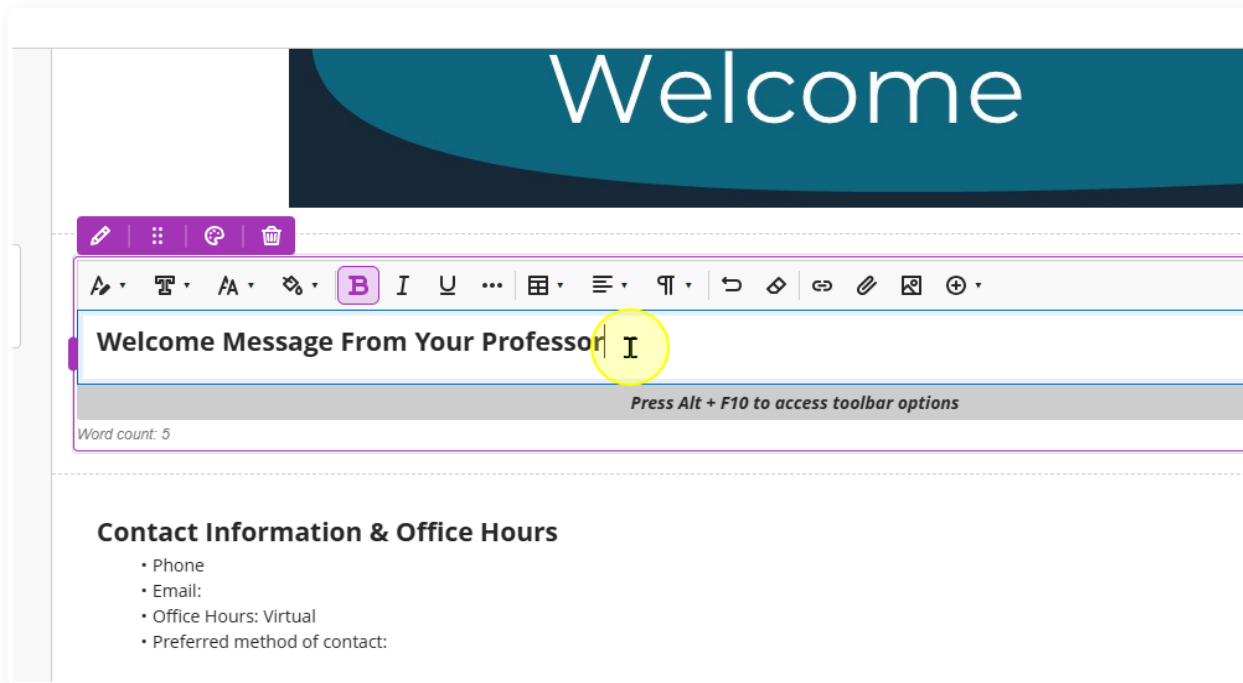 Welcome
Welcome Message From Your Professor
Press Alt + F10 to access toolbar options
Word count: 5
Contact Information & Office Hours
• Phone
• Email:
• Office Hours: Virtual
• Preferred method of contact: